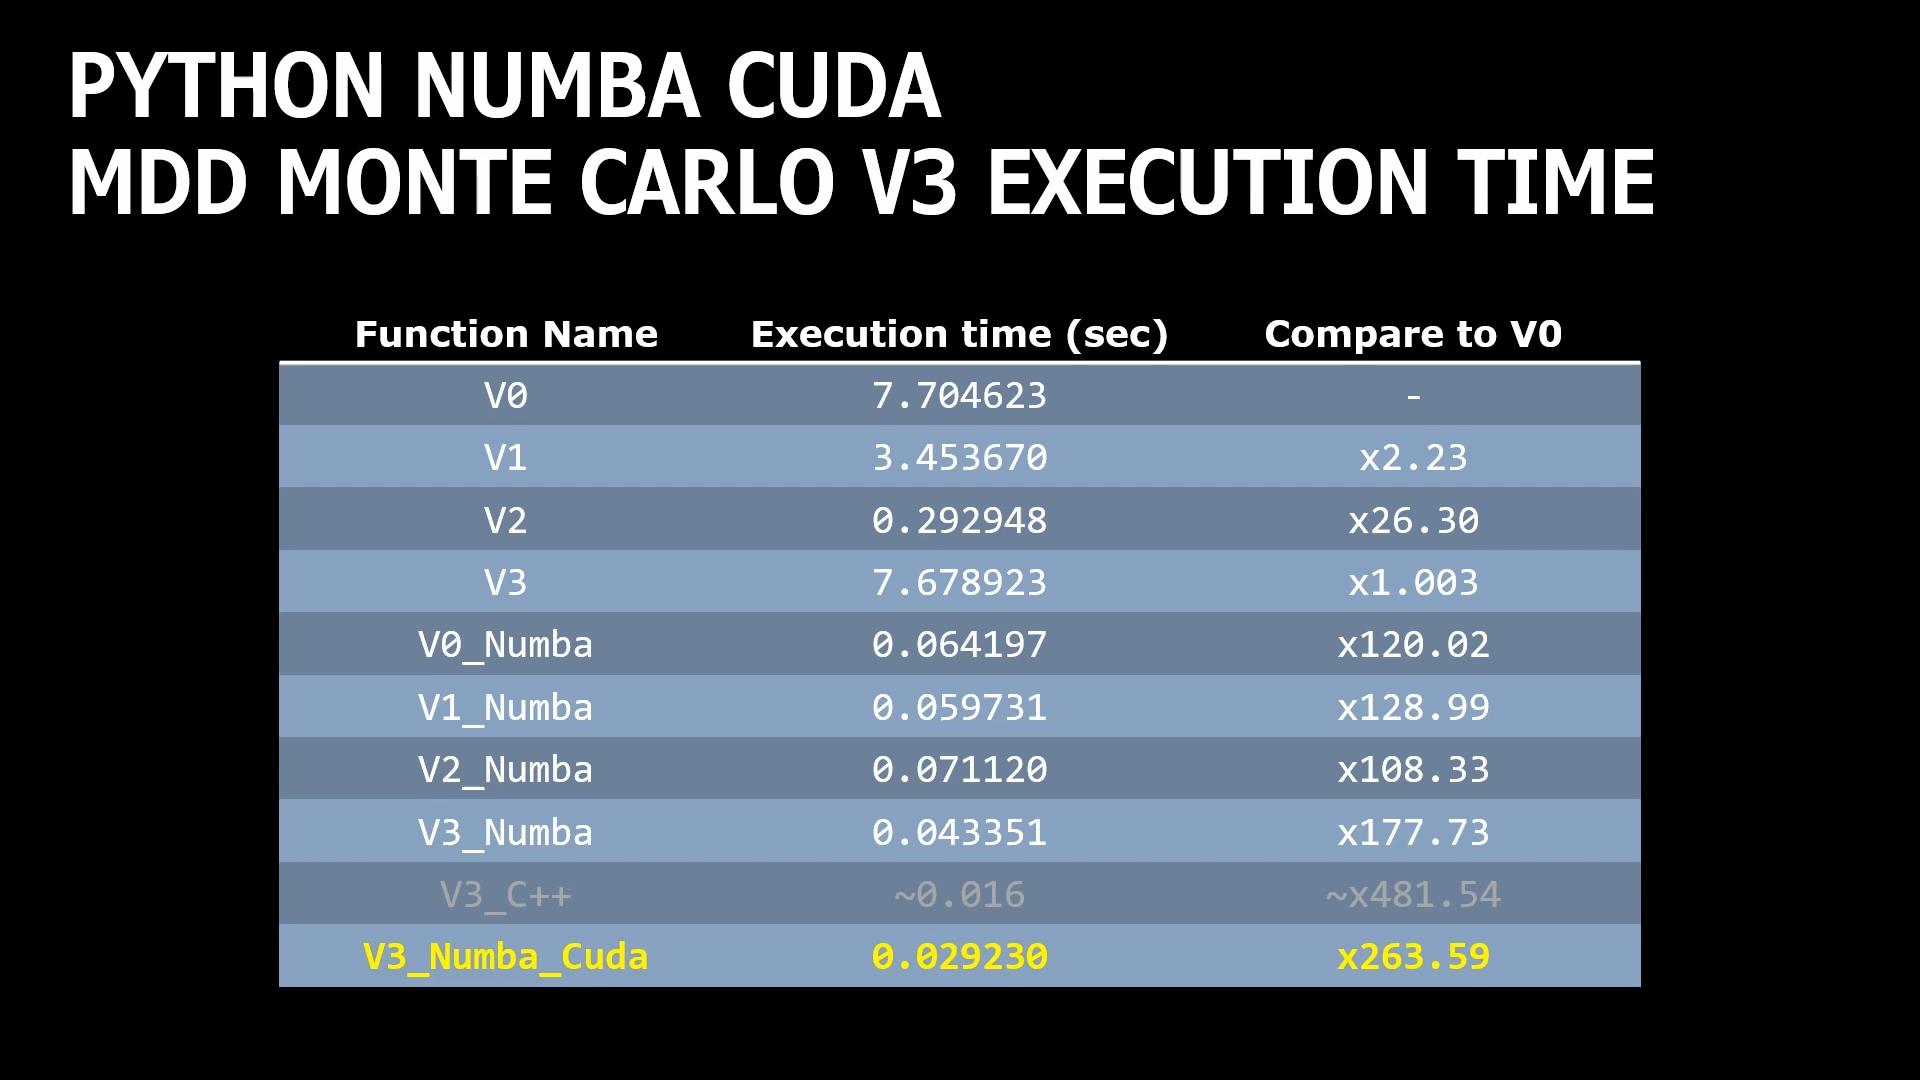 PYTHON NUMBA CUDA
MDD MONTE CARLO V3 EXECUTION TIME
Function Name Execution time (sec) Compare to V0
V0 7.704623 -
V1 3.453670 x2.23
V2 0.292948 x26.30
V3 7.678923 x1.003
V0_Numba 0.064197 x120.02
V1_Numba 0.059731 x128.99
V2_Numba 0.071120 x108.33
V3_Numba 0.043351 x177.73
V3_C++ ~0.016 ~x481.54
V3_Numba_Cuda 0.029230 x263.59